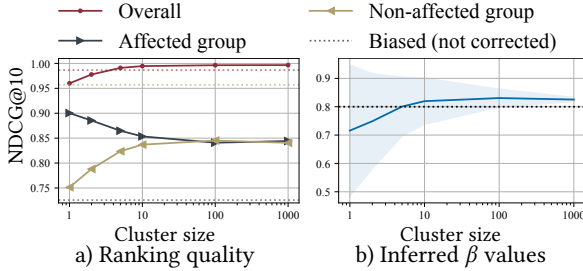 Overall
Non-affected group
Affected group
Biased (not corrected)
NDCG@10
1.00
0.95
0.90
0.85
0.80
0.75
1 10 100 1000
Cluster size
a) Ranking quality
0.9
0.8
0.7
0.6
0.5
1 10 100 1000
Cluster size
b) Inferred β values